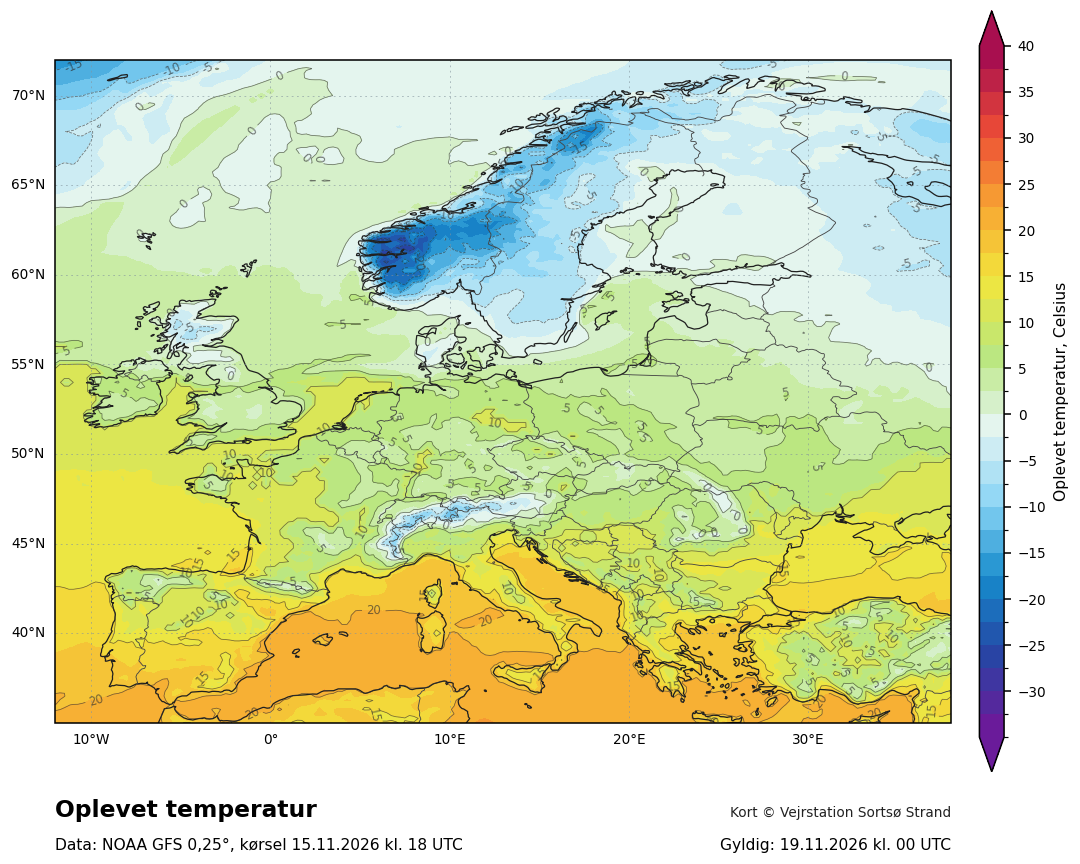 70°N
65°N
60°N
55°N
50°N
45°N
40°N
10°W
0°
10°E
20°E
30°E
40
35
30
25
20
15
10
5
0
−5
−10
−15
−20
−25
−30
Oplevet temperatur, Celsius
Oplevet temperatur
Kort © Vejrstation Sortsø Strand
Data: NOAA GFS 0,25°, kørsel 15.11.2026 kl. 18 UTC
Gyldig: 19.11.2026 kl. 00 UTC